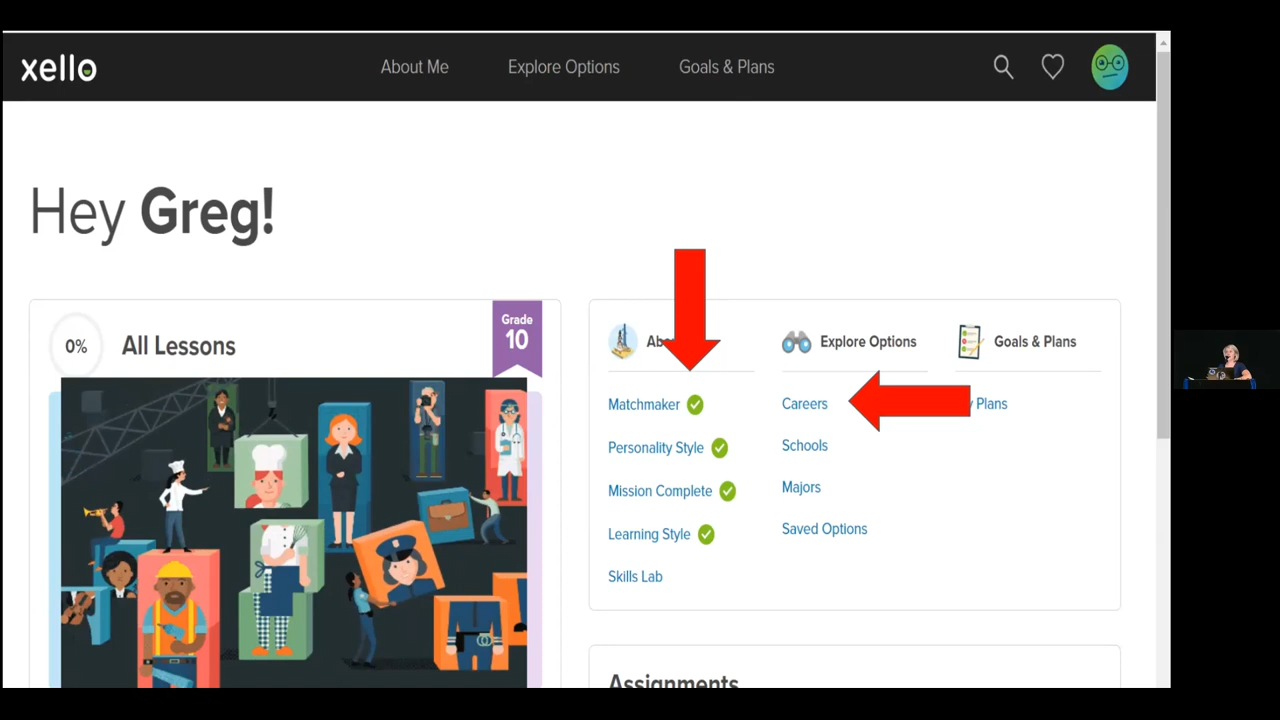 xello
About Me
Explore Options
Goals & Plans
Hey Greg!
0%
All Lessons
Grade
10
Matchmaker
Personality Style
Mission Complete
Learning Style
Skills Lab
Explore Options
Careers
Schools
Majors
Saved Options
Goals & Plans
Plans
Assignments